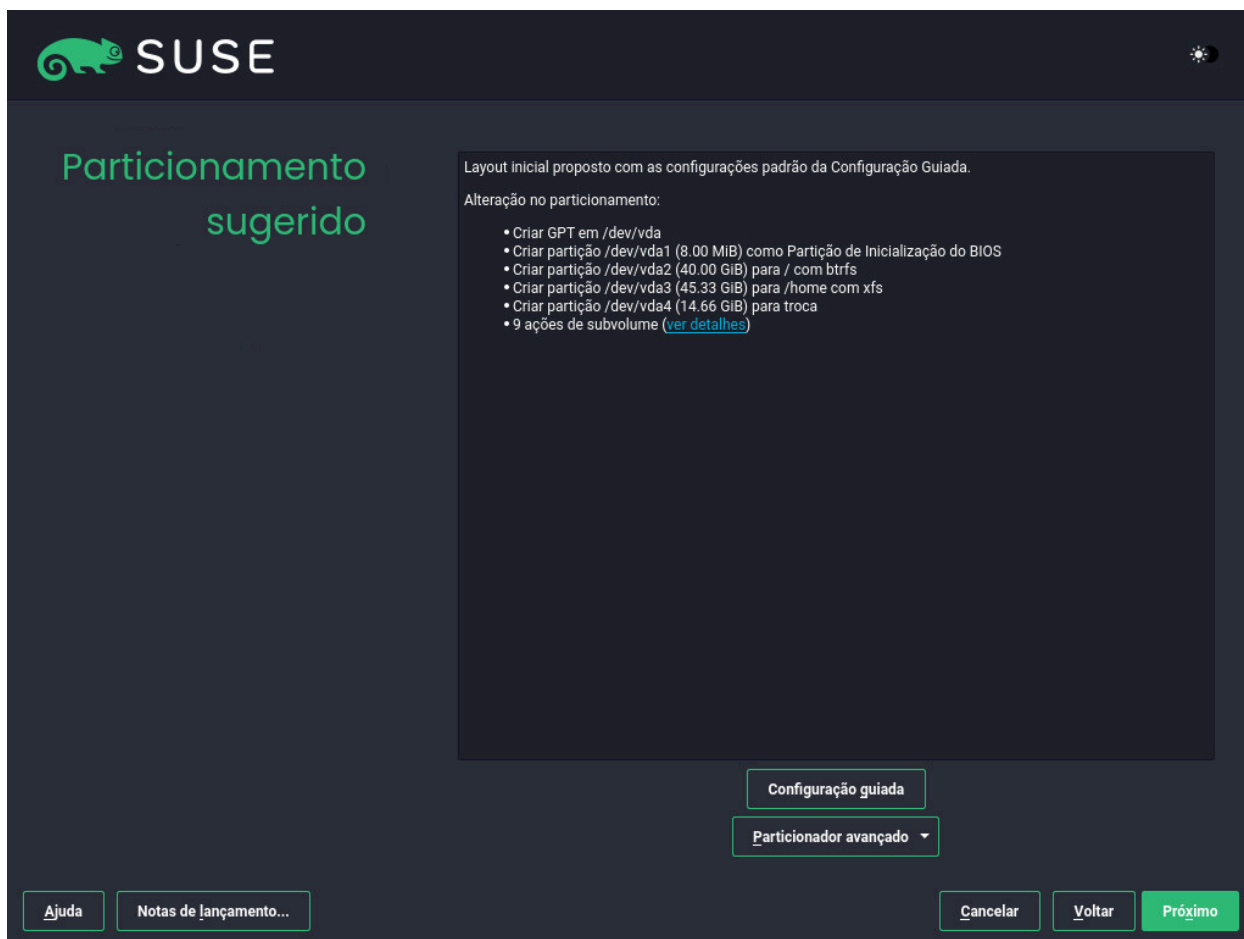 SUSE
Particionamento
sugerido
Layout inicial proposto com as configurações padrão da Configuração Guiada.
Alteração no particionamento:
• Criar GPT em /dev/vda
• Criar partição /dev/vda1 (8.00 MiB) como Partição de Inicialização do BIOS
• Criar partição /dev/vda2 (40.00 GiB) para / com btrfs
• Criar partição /dev/vda3 (45.33 GiB) para /home com xfs
• Criar partição /dev/vda4 (14.66 GiB) para troca
• 9 ações de subvolume (ver detalhes)
Configuração guiada
Particionador avançado
Ajuda
Notas de lançamento...
Cancelar
Voltar
Próximo